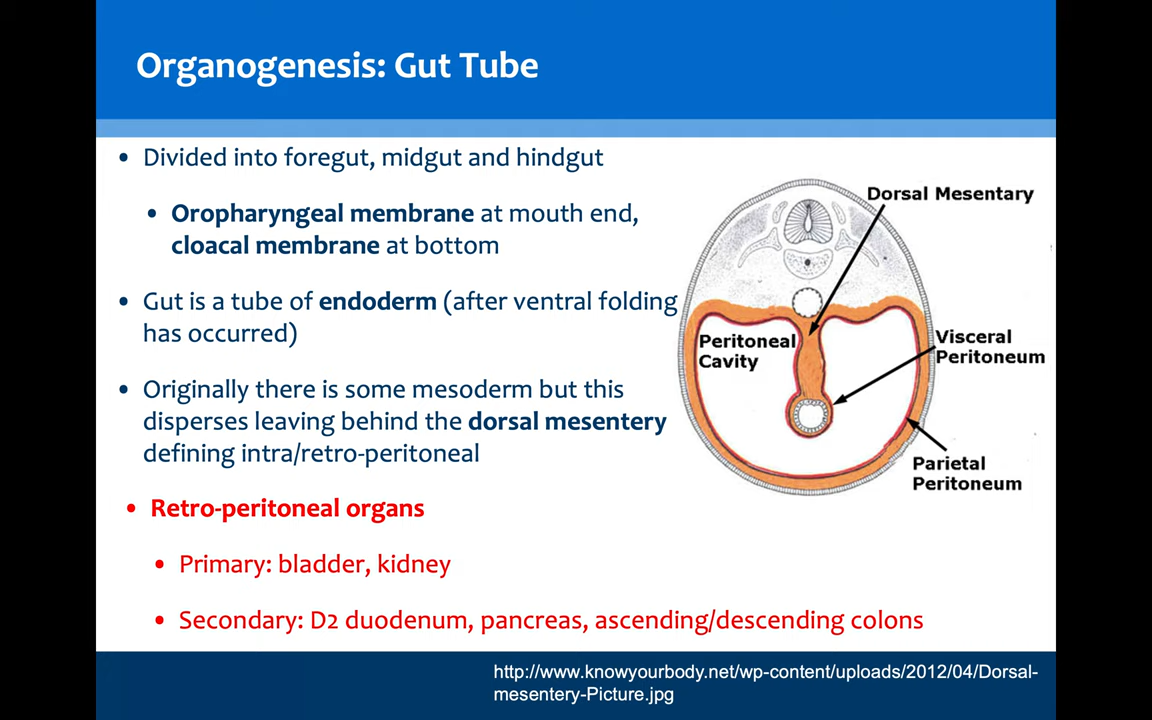 Organogenesis: Gut Tube
• Divided into foregut, midgut and hindgut
• Oropharyngeal membrane at mouth end,
cloacal membrane at bottom
• Gut is a tube of endoderm (after ventral folding
has occurred)
• Originally there is some mesoderm but this
disperses leaving behind the dorsal mesentery
defining intra/retro-peritoneal
• Retro-peritoneal organs
• Primary: bladder, kidney
• Secondary: D2 duodenum, pancreas, ascending/descending colons
Dorsal Mesentary
Peritoneal
Cavity
Visceral
Peritoneum
Parietal
Peritoneum
http://www.knowyourbody.net/wp-content/uploads/2012/04/Dorsal-
mesentery-Picture.jpg